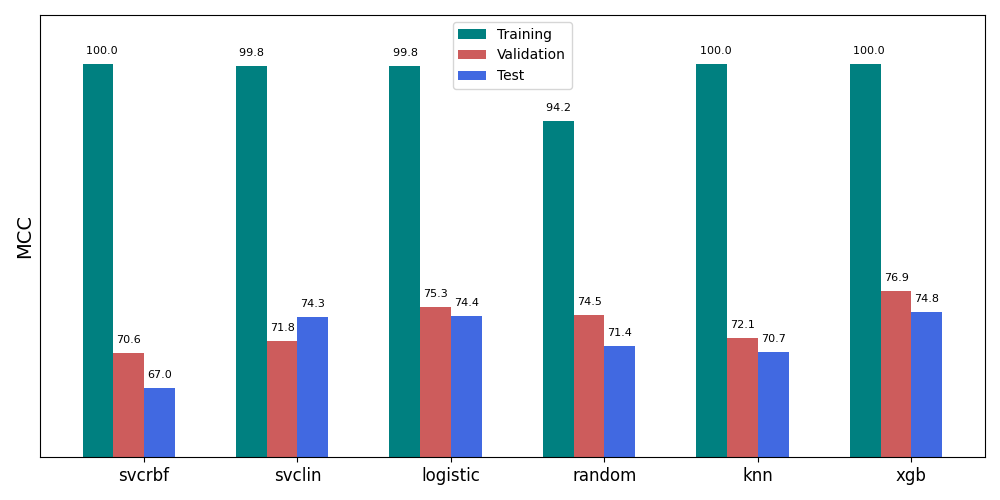 MCC
Training
Validation
Test
100.0
70.6
67.0
99.8
71.8
74.3
99.8
75.3
74.4
94.2
74.5
71.4
100.0
72.1
70.7
100.0
76.9
74.8
svcrbf
svclin
logistic
random
knn
xgb